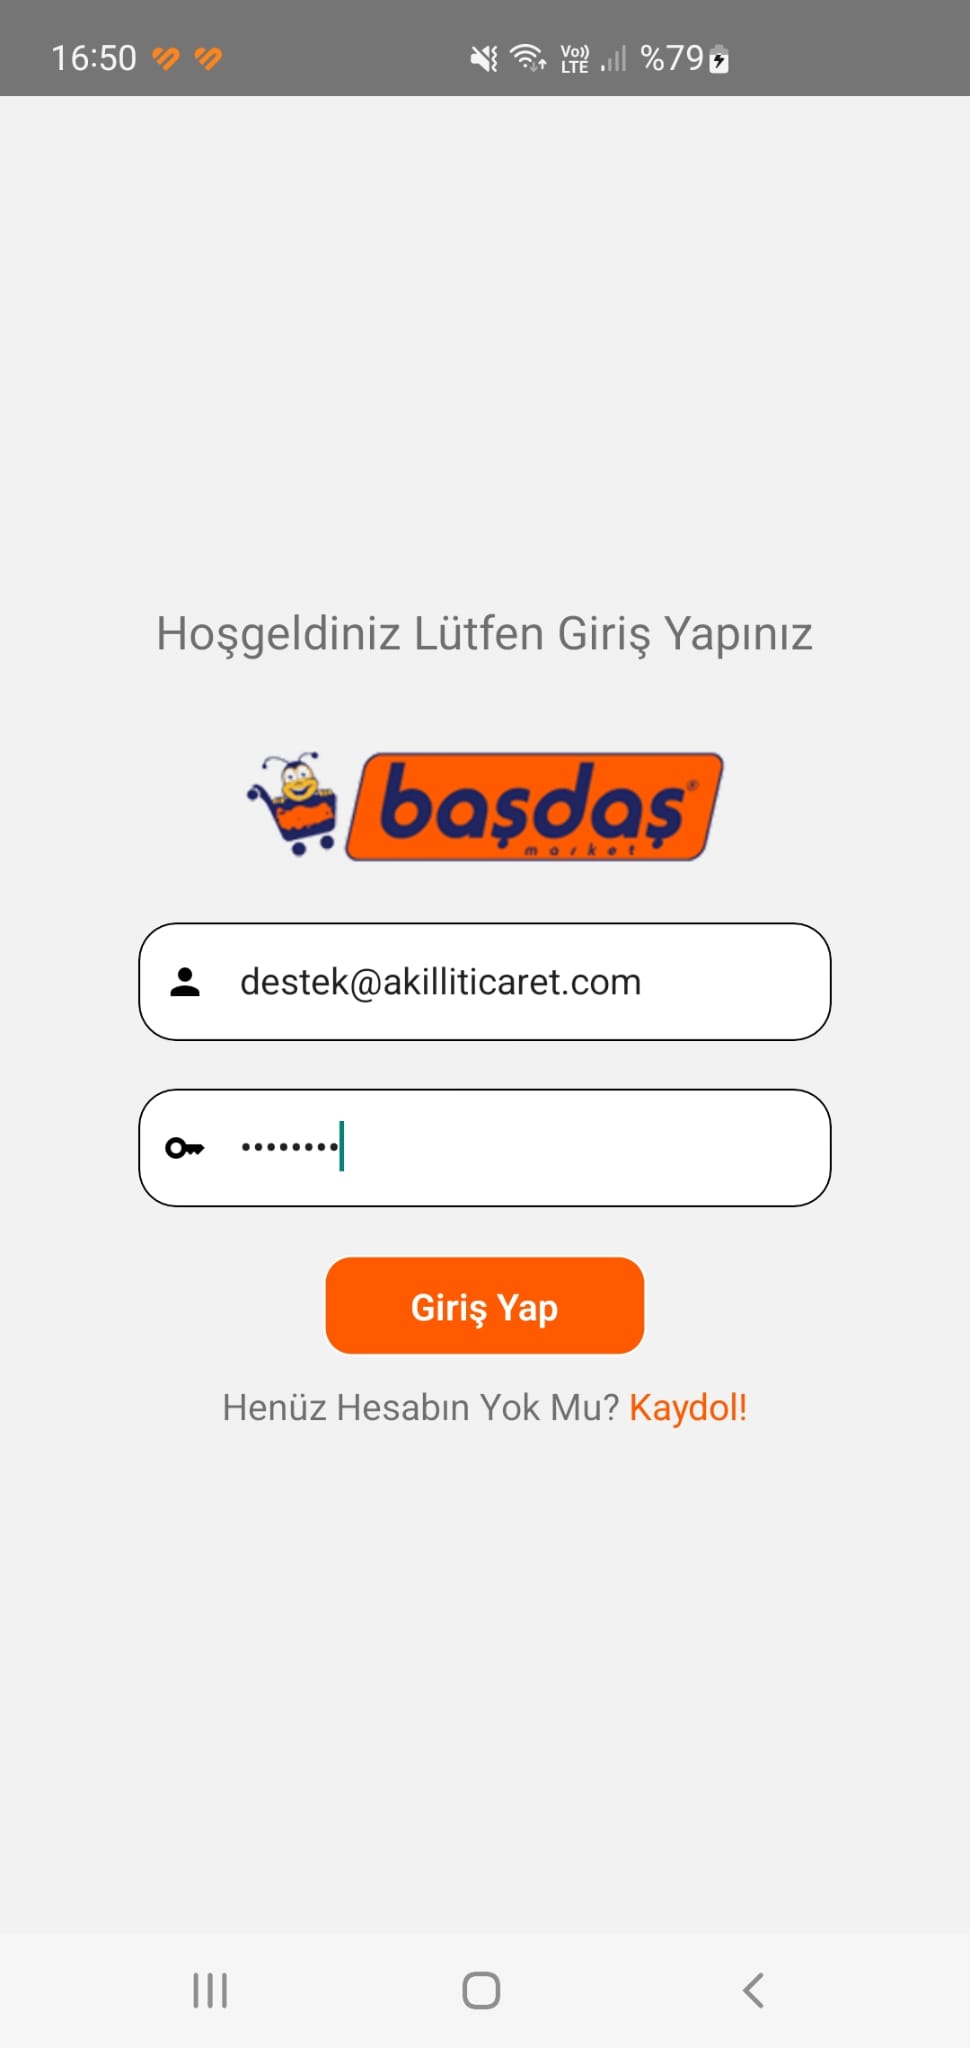 16:50 Vo)) LTE %79
Hoşgeldiniz Lütfen Giriş Yapınız
başdaş®
market
destek@akilliticaret.com
••••••••
Giriş Yap
Henüz Hesabın Yok Mu? Kaydol!